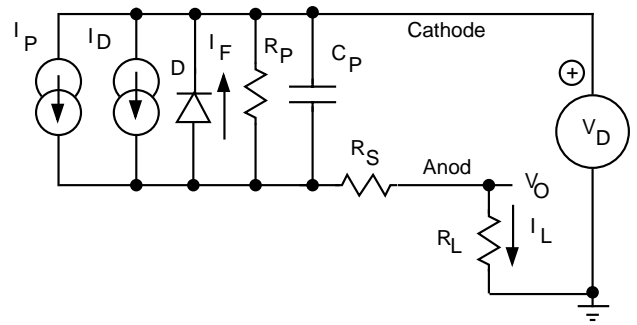 I P
I D
D
I F
R P
C P
Cathode
+
V D
R S
Anod
V O
R L
I L